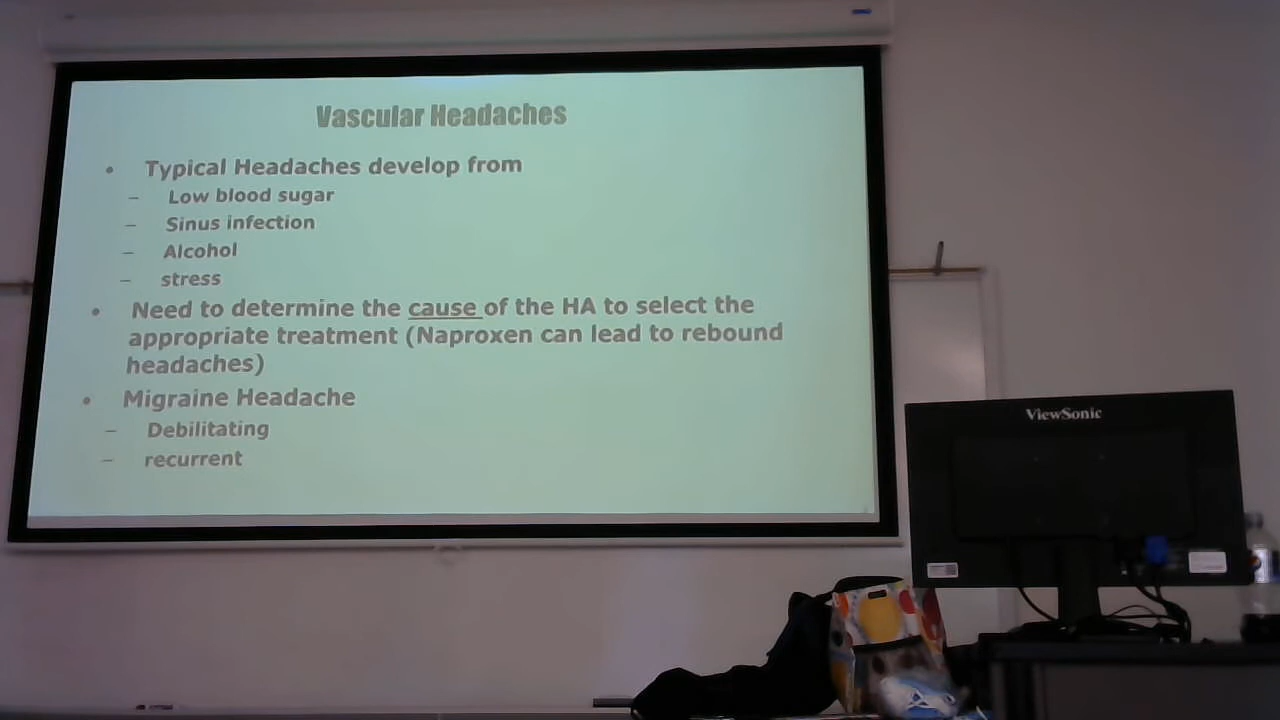 Vascular Headaches
• Typical Headaches develop from
– Low blood sugar
– Sinus infection
– Alcohol
– stress
• Need to determine the cause of the HA to select the
appropriate treatment (Naproxen can lead to rebound
headaches)
• Migraine Headache
– Debilitating
– recurrent
ViewSonic